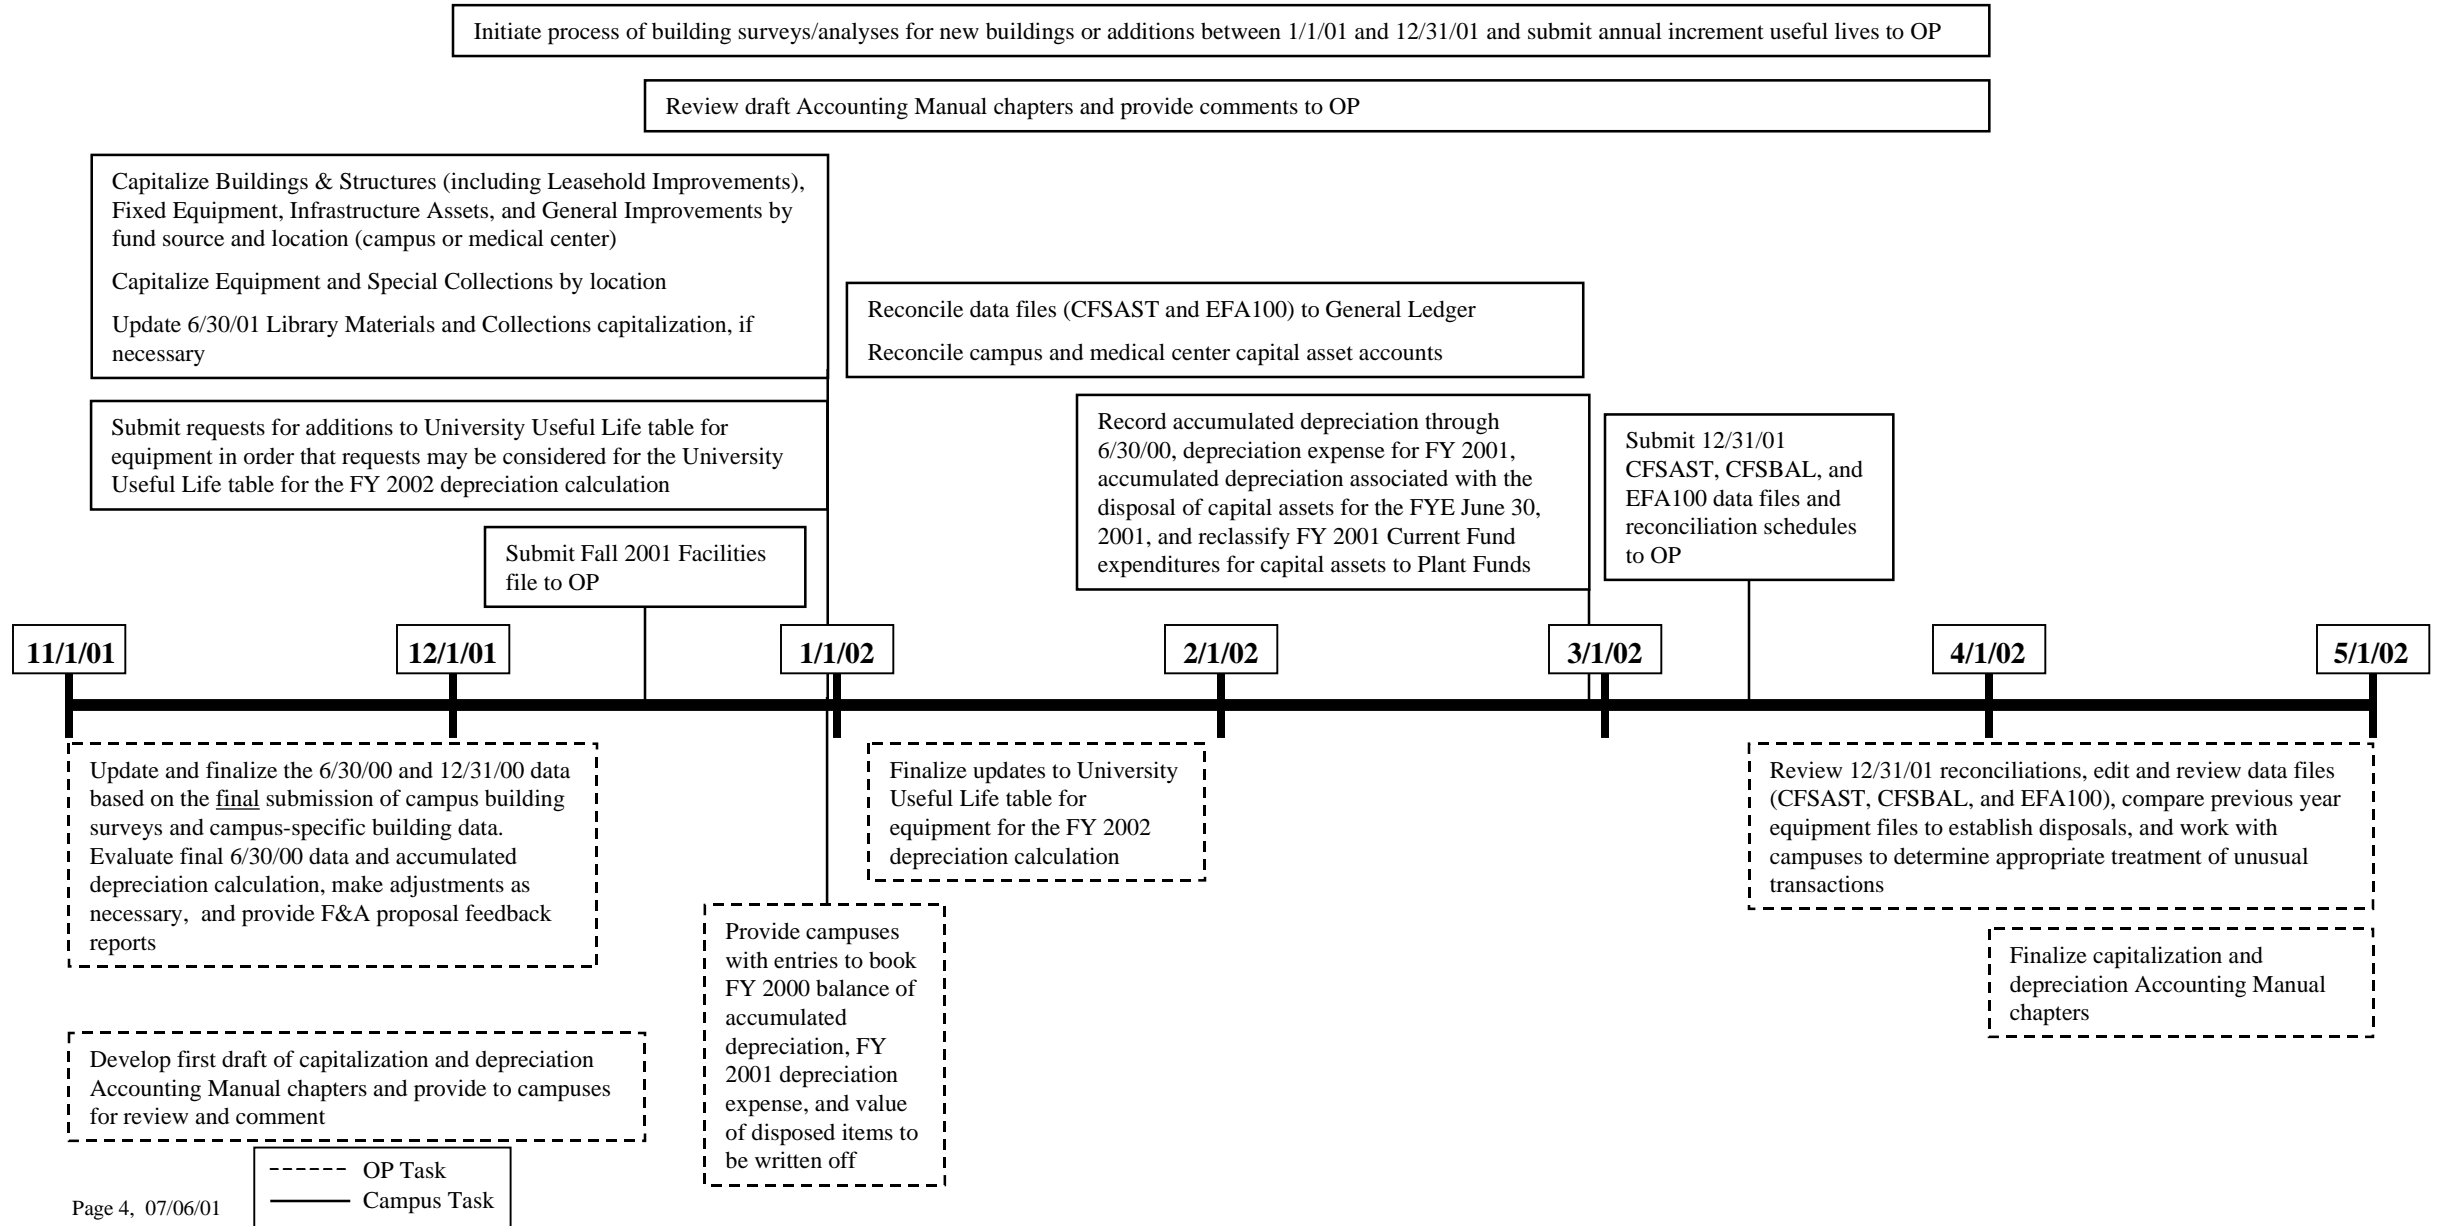 Initiate process of building surveys/analyses for new buildings or additions between 1/1/01 and 12/31/01 and submit annual increment useful lives to OP
Review draft Accounting Manual chapters and provide comments to OP
Capitalize Buildings & Structures (including Leasehold Improvements),
Fixed Equipment, Infrastructure Assets, and General Improvements by
fund source and location (campus or medical center)
Capitalize Equipment and Special Collections by location
Update 6/30/01 Library Materials and Collections capitalization, if
necessary
Reconcile data files (CFSAST and EFA100) to General Ledger
Reconcile campus and medical center capital asset accounts
Submit requests for additions to University Useful Life table for
equipment in order that requests may be considered for the University
Useful Life table for the FY 2002 depreciation calculation
Record accumulated depreciation through
6/30/00, depreciation expense for FY 2001,
accumulated depreciation associated with the
disposal of capital assets for the FYE June 30,
2001, and reclassify FY 2001 Current Fund
expenditures for capital assets to Plant Funds
Submit 12/31/01
CFSAST, CFSBAL, and
EFA100 data files and
reconciliation schedules
to OP
Submit Fall 2001 Facilities
file to OP
11/1/01
12/1/01
1/1/02
2/1/02
3/1/02
4/1/02
5/1/02
Update and finalize the 6/30/00 and 12/31/00 data
based on the final submission of campus building
surveys and campus-specific building data.
Evaluate final 6/30/00 data and accumulated
depreciation calculation, make adjustments as
necessary,  and provide F&A proposal feedback
reports
Finalize updates to University
Useful Life table for
equipment for the FY 2002
depreciation calculation
Review 12/31/01 reconciliations, edit and review data files
(CFSAST, CFSBAL, and EFA100), compare previous year
equipment files to establish disposals, and work with
campuses to determine appropriate treatment of unusual
transactions
Provide campuses
with entries to book
FY 2000 balance of
accumulated
depreciation, FY
2001 depreciation
expense, and value
of disposed items to
be written off
Finalize capitalization and
depreciation Accounting Manual
chapters
Develop first draft of capitalization and depreciation
Accounting Manual chapters and provide to campuses
for review and comment
OP Task
Campus Task
Page 4,  07/06/01